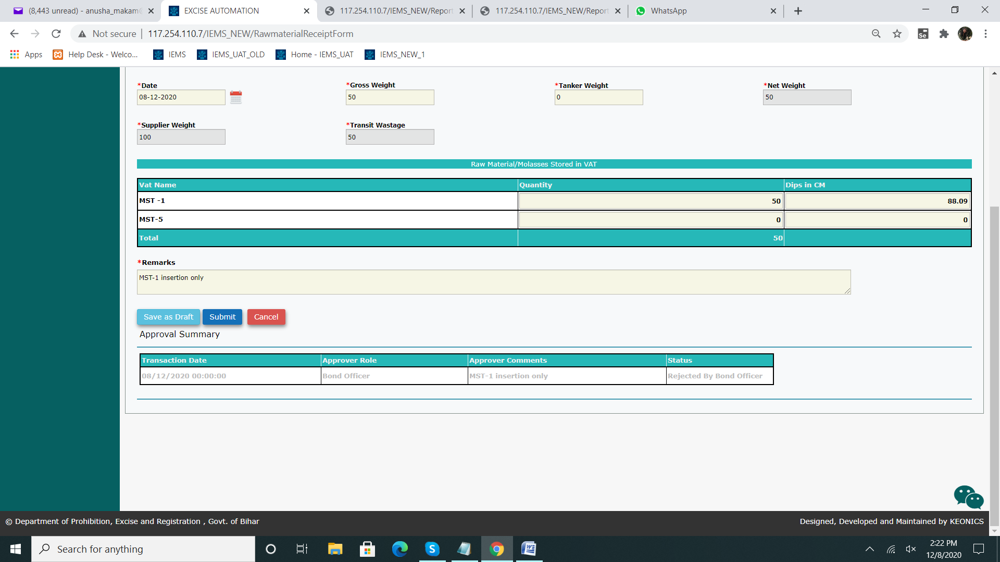 (8,443 unread) - anusha_makam@
EXCISE AUTOMATION
117.254.110.7/IEMS_NEW/Report
117.254.110.7/IEMS_NEW/Report
WhatsApp
Not secure | 117.254.110.7/IEMS_NEW/RawmaterialReceiptForm
Se
Apps
Help Desk - Welco...
IEMS
IEMS_UAT_OLD
Home - IEMS_UAT
IEMS_NEW_1
*Date *Gross Weight *Tanker Weight *Net Weight
08-12-2020 50 0 50
*Supplier Weight *Transit Wastage
100 50
Raw Material/Molasses Stored in VAT
Vat Name Quantity Dips in CM
MST -1 50 88.09
MST-5 0 0
Total 50
*Remarks
MST-1 insertion only
Save as Draft Submit Cancel
Approval Summary
Transaction Date Approver Role Approver Comments Status
08/12/2020 00:00:00 Bond Officer MST-1 insertion only Rejected By Bond Officer
© Department of Prohibition, Excise and Registration , Govt. of Bihar
Designed, Developed and Maintained by KEONICS
Search for anything
2:22 PM
12/8/2020